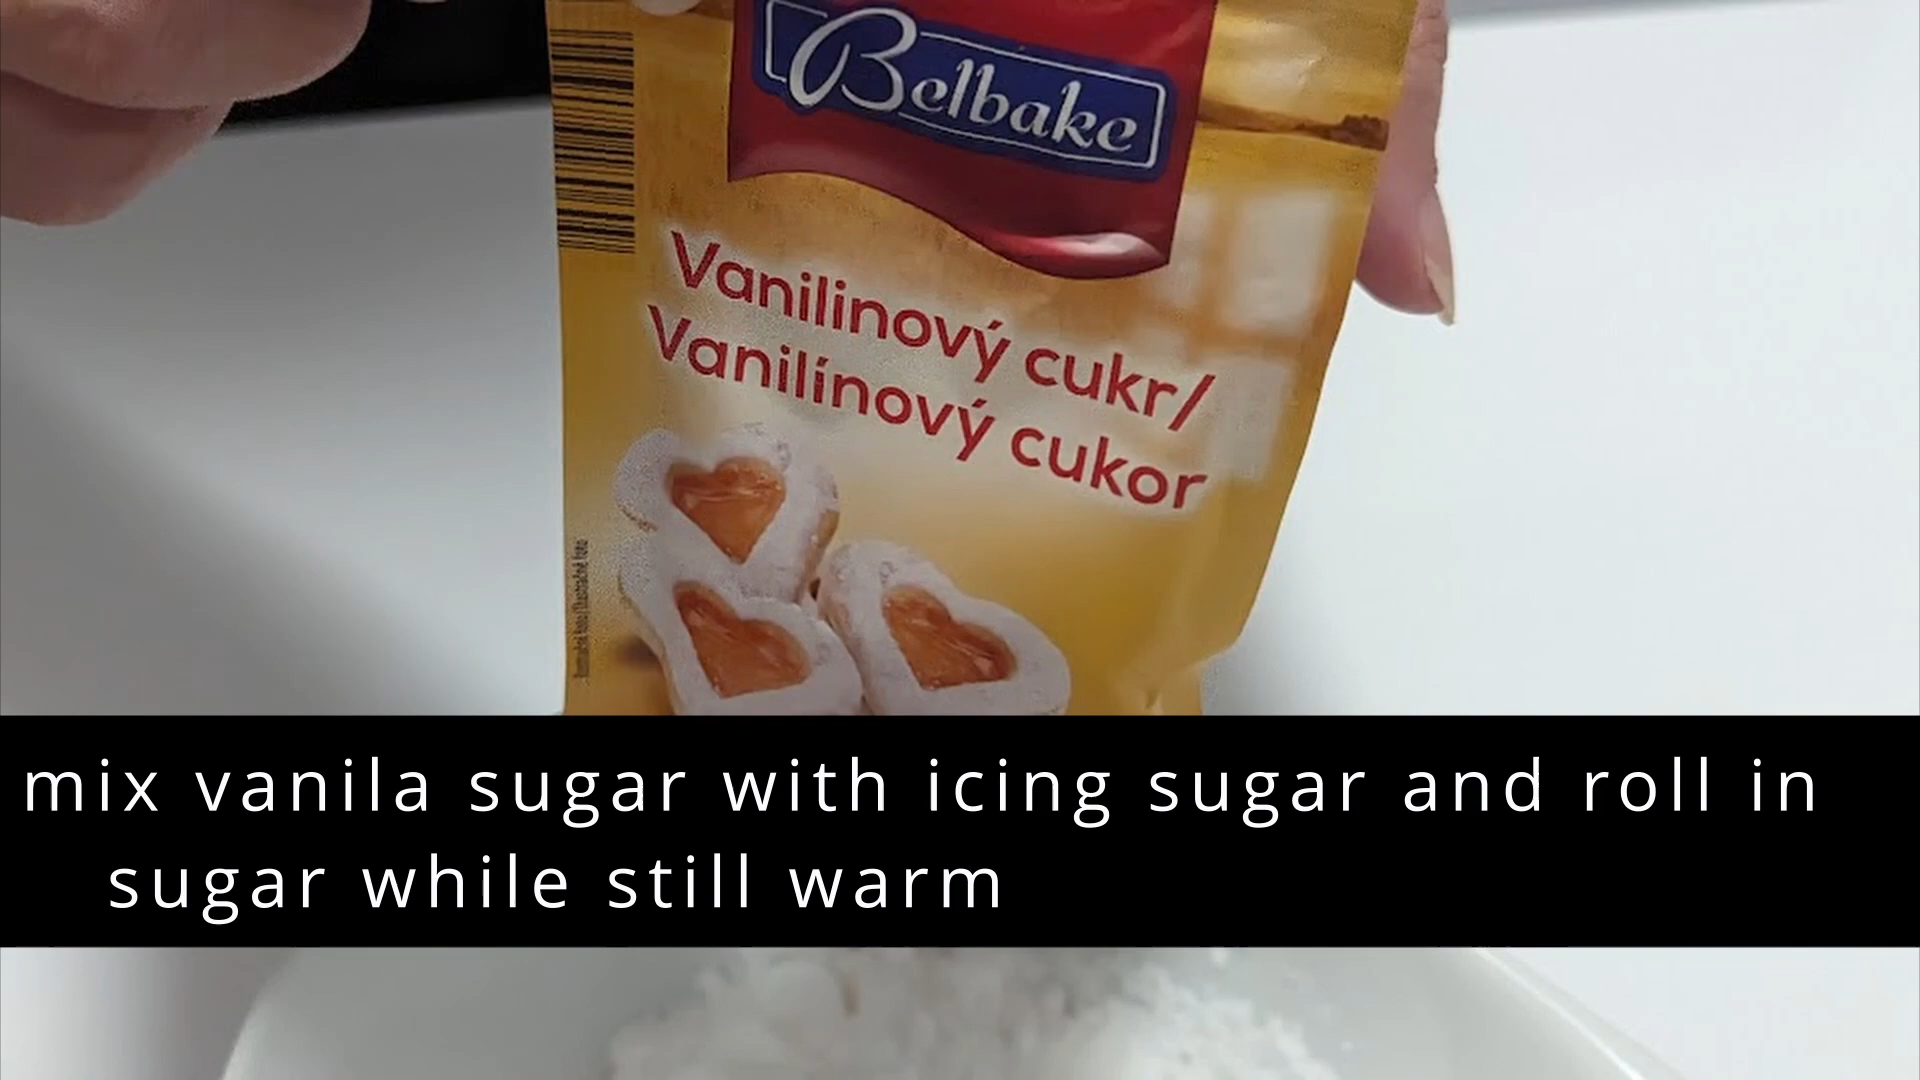 Belbake
Vanilinový cukr/
Vanilínový cukor
mix vanila sugar with icing sugar and roll in
sugar while still warm